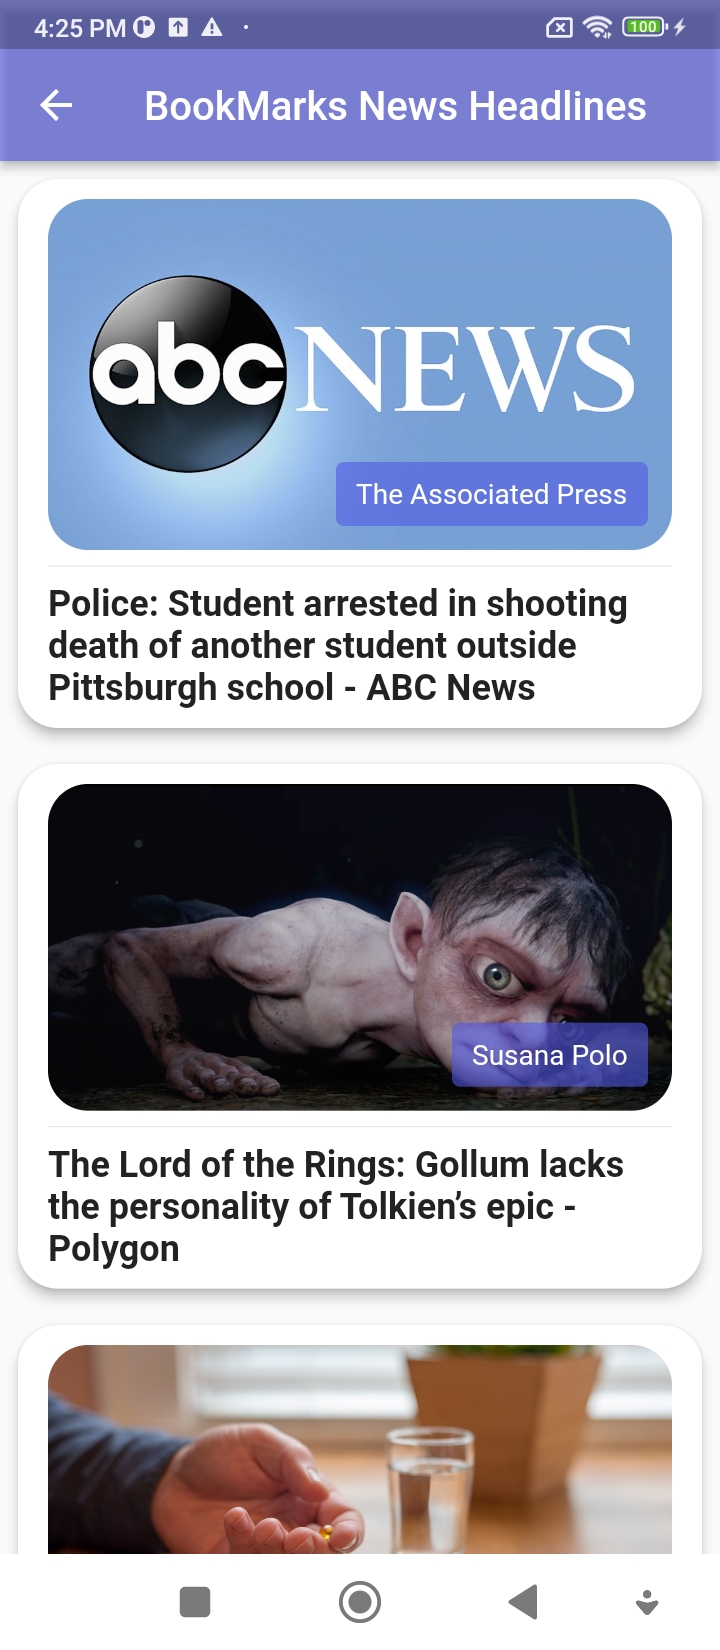 4:25 PM
100
BookMarks News Headlines
abc NEWS
The Associated Press
Police: Student arrested in shooting
death of another student outside
Pittsburgh school - ABC News
Susana Polo
The Lord of the Rings: Gollum lacks
the personality of Tolkien’s epic -
Polygon